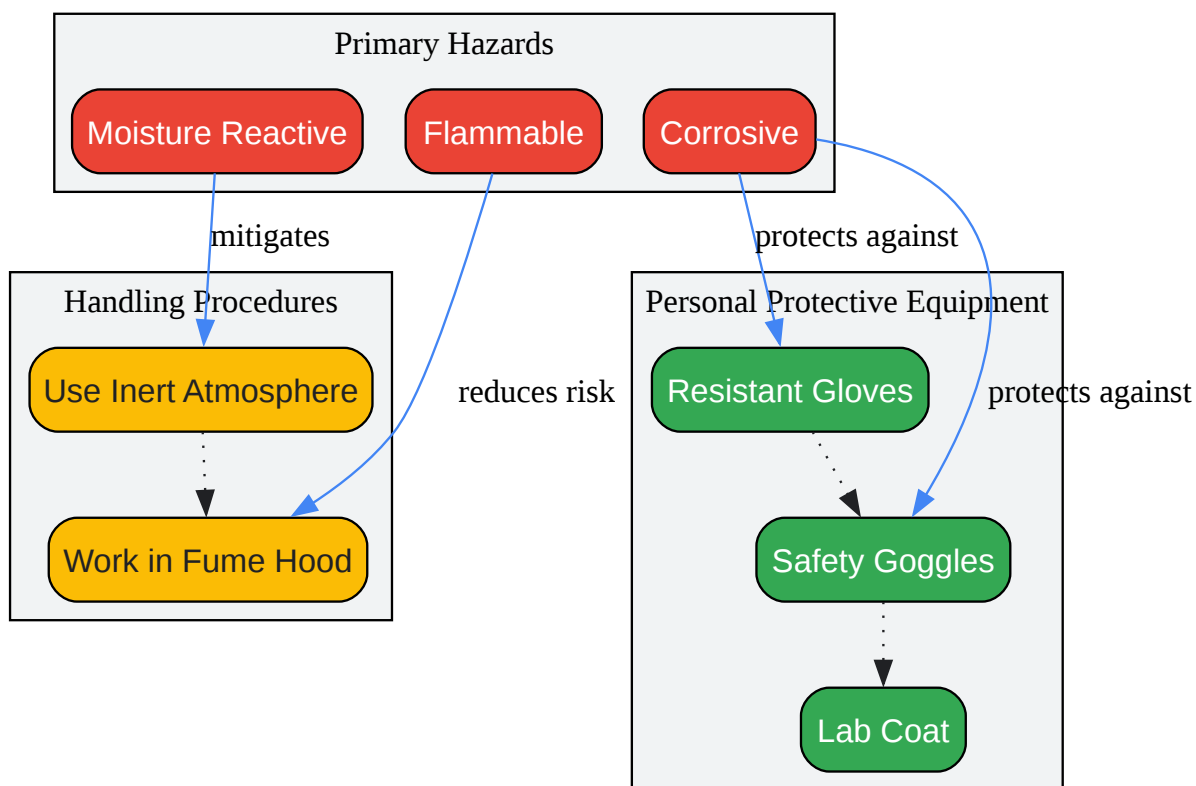 Primary Hazards
Moisture Reactive
Flammable
Corrosive
mitigates
protects against
Handling Procedures
Personal Protective Equipment
Use Inert Atmosphere
reduces risk
Resistant Gloves
protects against
Work in Fume Hood
Safety Goggles
Lab Coat